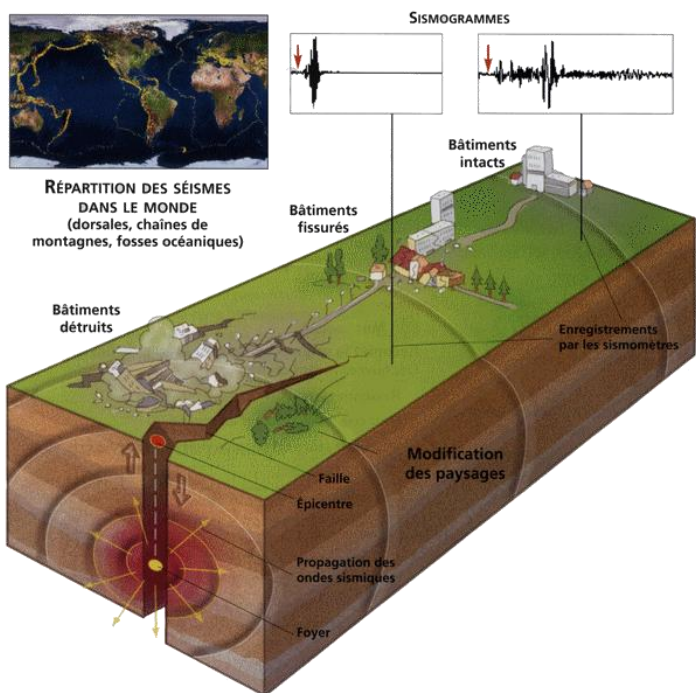 SISMOGRAMMES
RÉPARTITION DES SÉISMES
DANS LE MONDE
(dorsales, chaînes de
montagnes, fosses océaniques)
Bâtiments
intacts
Bâtiments
fissurés
Bâtiments
détruits
Enregistrements
par les sismomètres
Modification
des paysages
Faille
Épicentre
Propagation des
ondes sismiques
Foyer